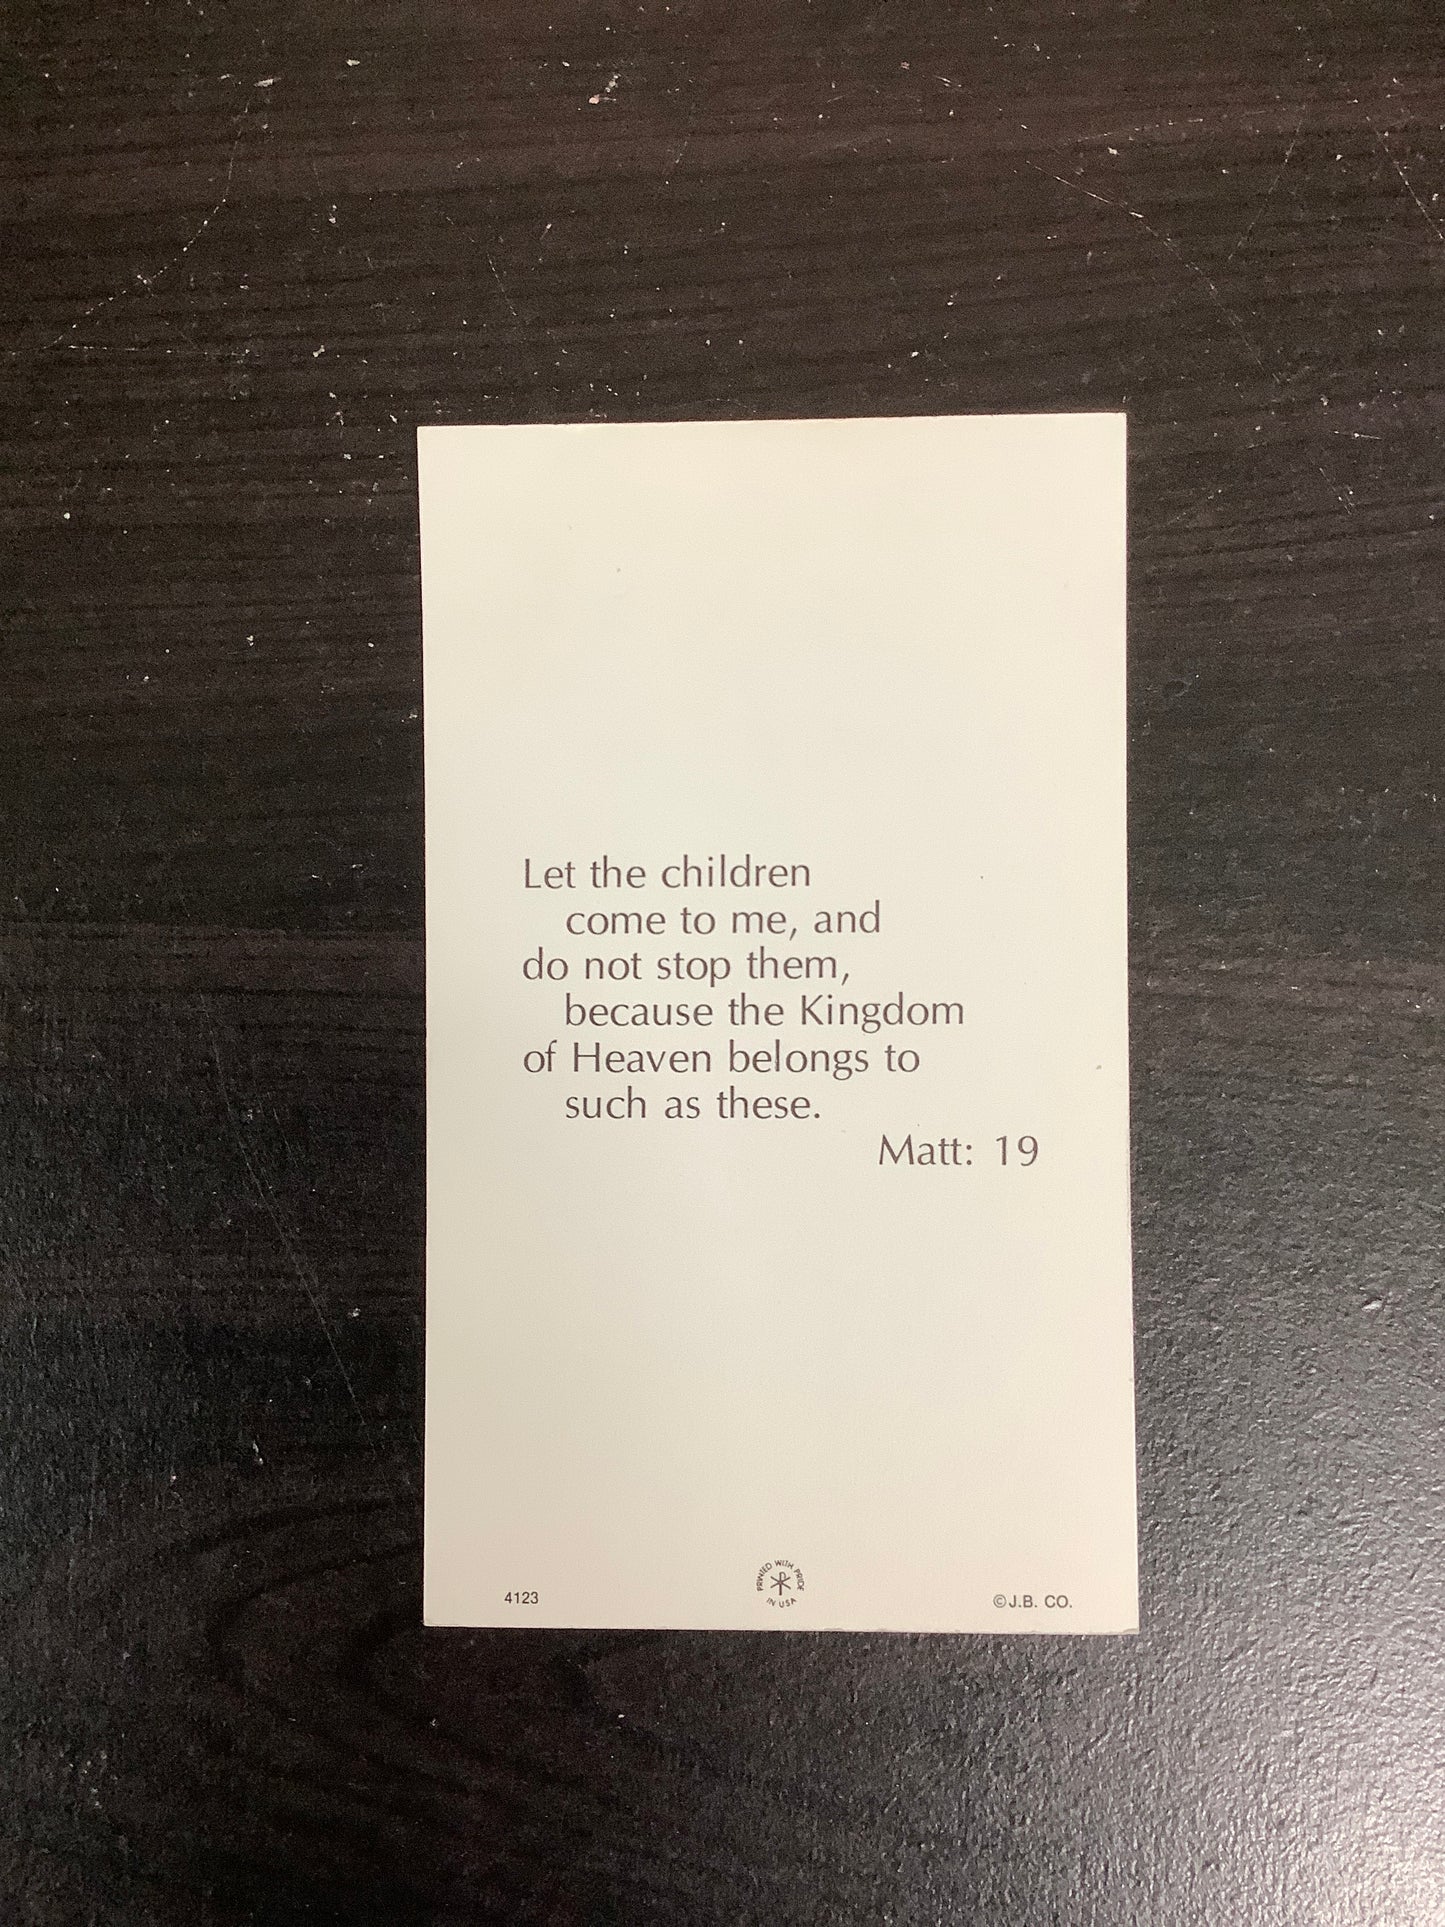 Let the children
come to me, and
do not stop them,
because the Kingdom
of Heaven belongs to
such as these.
Matt: 19
4123
PRINTED WITH PRIDE
IN USA
©J.B. CO.